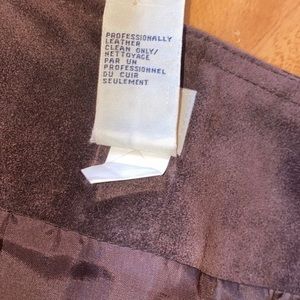 PROFESSIONALLY
LEATHER
CLEAN ONLY/
NETTOYAGE
PAR UN
PROFESSIONNEL
DU CUIR
SEULEMENT